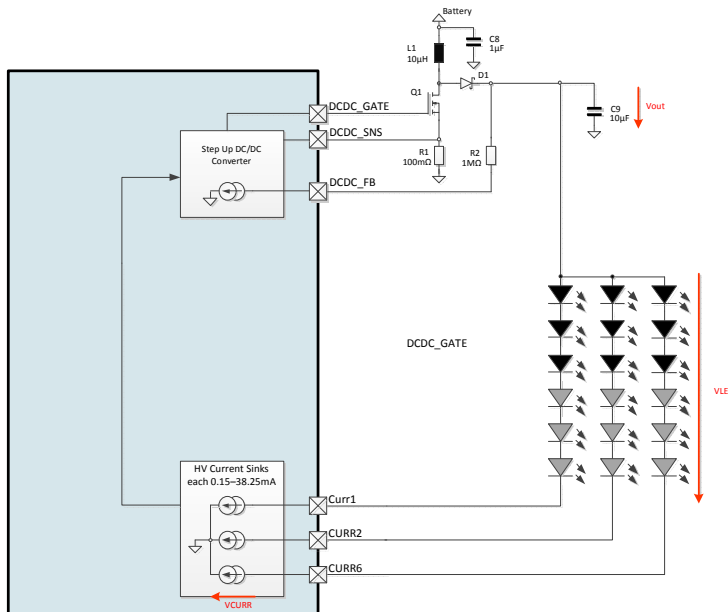 Battery
C8
1µF
L1
10µH
D1
Q1
DCDC_GATE
C9
10µF
Vout
DCDC_SNS
Step Up DC/DC
Converter
R1
100mΩ
R2
1MΩ
DCDC_FB
DCDC_GATE
VLE
HV Current Sinks
each 0.15–38.25mA
Curr1
CURR2
CURR6
VCURR